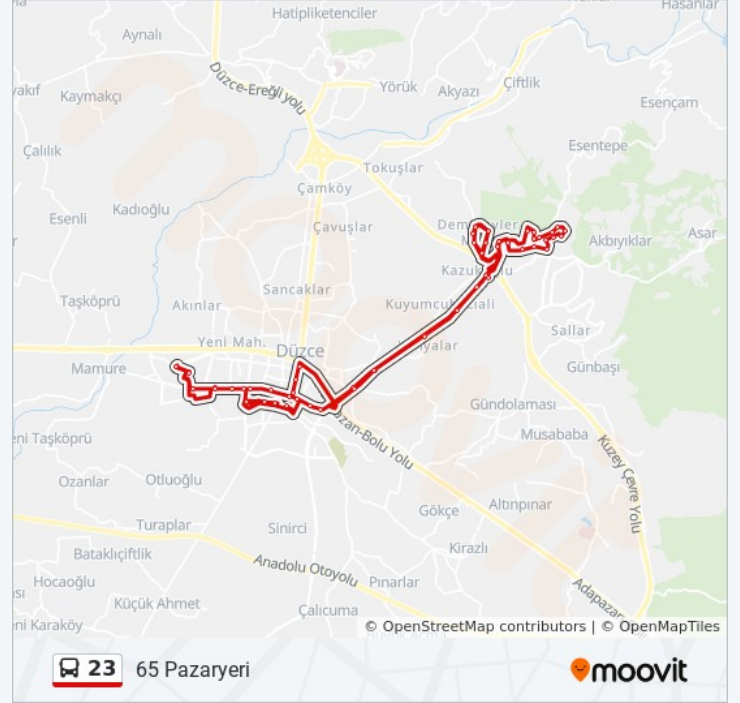 Hasanlar
Hatipliketenciler
Aynalı
Düzce-Ereğli yolu
Yörük
Akyazı
Çiftlik
Kaymakçı
Esençam
Çalılık
Esentepe
Tokuşlar
Çamköy
Kadıoğlu
Esenli
Çavuşlar
Akbıyıklar
Asar
Sancaklar
Taşköprü
Akınlar
Kuyumcu
Sallar
Yeni Mah.
Düzce
Mamure
Günbaşı
Gündolaması
Musababa
Kuzey Çevre Yolu
-Bolu Yolu
Taşköprü
Ozanlar
Otluoğlu
Altınpınar
Gökçe
Turaplar
Sinirci
Kirazlı
Bataklıçiftlik
Anadolu Otoyolu
Hocaoğlu
Pınarlar
Küçük Ahmet
Çalıcuma
Karaköy
© OpenStreetMap contributors | © OpenMapTiles
23 65 Pazaryeri
moovit